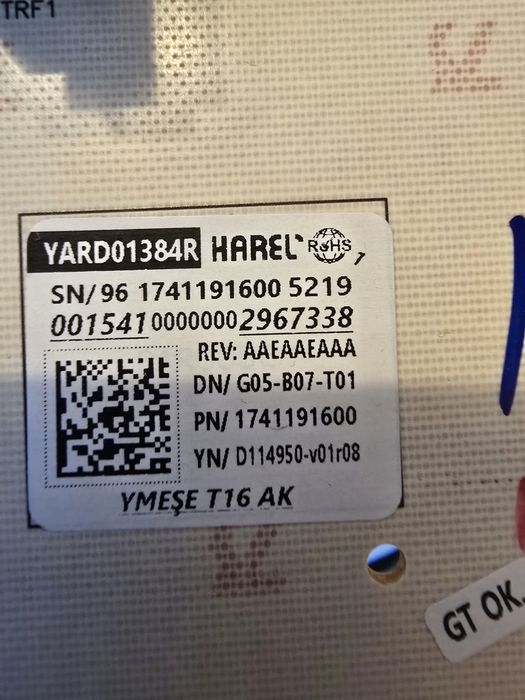 TRF1
YARD01384R HAREL RoHS
SN/96 1741191600 5219
001541 0000000 2967338
REV: AAEAAEAAA
DN/ G05-B07-T01
PN/ 1741191600
YN/ D114950-v01r08
YMEŞE T16 AK
GT OK.